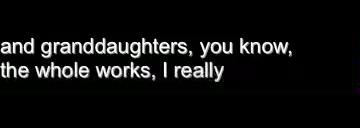 and granddaughters, you know,
the whole works, I really